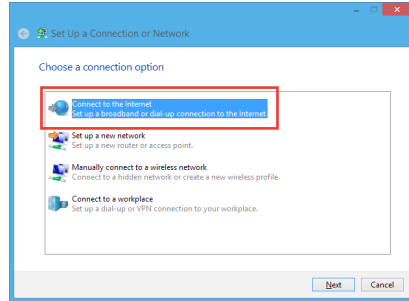 Set Up a Connection or Network
Choose a connection option
Connect to the Internet
Set up a broadband or dial-up connection to the Internet.
Set up a new network
Set up a new router or access point.
Manually connect to a wireless network
Connect to a hidden network or create a new wireless profile.
Connect to a workplace
Set up a dial-up or VPN connection to your workplace.
Next Cancel